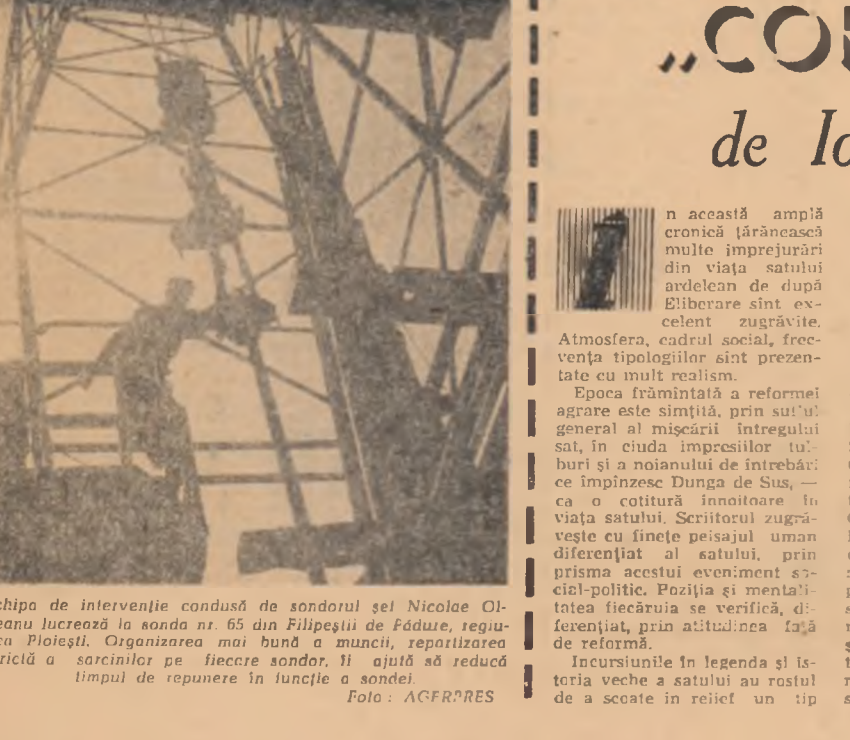 chipa de intervenție condusă de sondorul șef Nicolae Ol-
eanu lucrează la sonda nr. 65 din Filipeștii de Pădure, regiu-
ea Ploiești. Organizarea mai bună a muncii, repartizarea
rictă a sarcinilor pe fiecare sondor, îi ajută să reducă
timpul de repunere în funcție a sondei.
Foto : AGERPRES
„CO
de Io
In această amplă
cronică țărănească
multe împrejurări
din viața satului
ardelean de după
Eliberare sînt ex-
celent zugrăvite.
Atmosfera, cadrul social, frec-
vența tipologiilor sînt prezen-
tate cu mult realism.
Epoca frămîntată a reformei
agrare este simțită, prin suflul
general al mișcării întregului
sat, în ciuda impresiilor tul-
buri și a noianului de întrebări
ce împînzesc Dunga de Sus, —
ca o cotitură înnoitoare în
viața satului. Scriitorul zugră-
vește cu finețe peisajul uman
diferențiat al satului, prin
prisma acestui eveniment so-
cial-politic. Poziția și mentali-
tatea fiecăruia se verifică, di-
ferențiat, prin atitudinea față
de reformă.
Incursiunile în legenda și is-
toria veche a satului au rostul
de a scoate in relief un tip